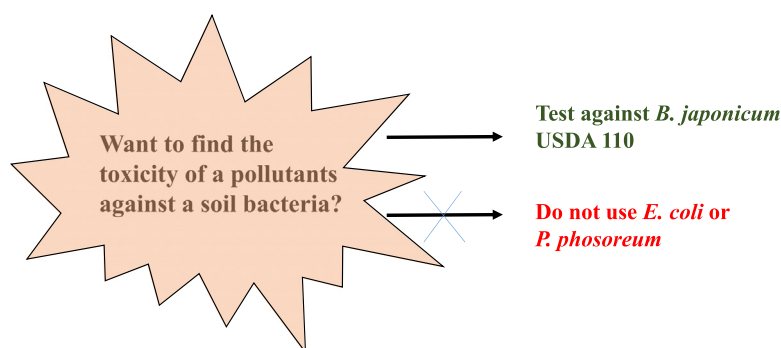 Want to find the
toxicity of a pollutants
against a soil bacteria?
Test against B. japonicum
USDA 110
Do not use E. coli or
P. phosoreum